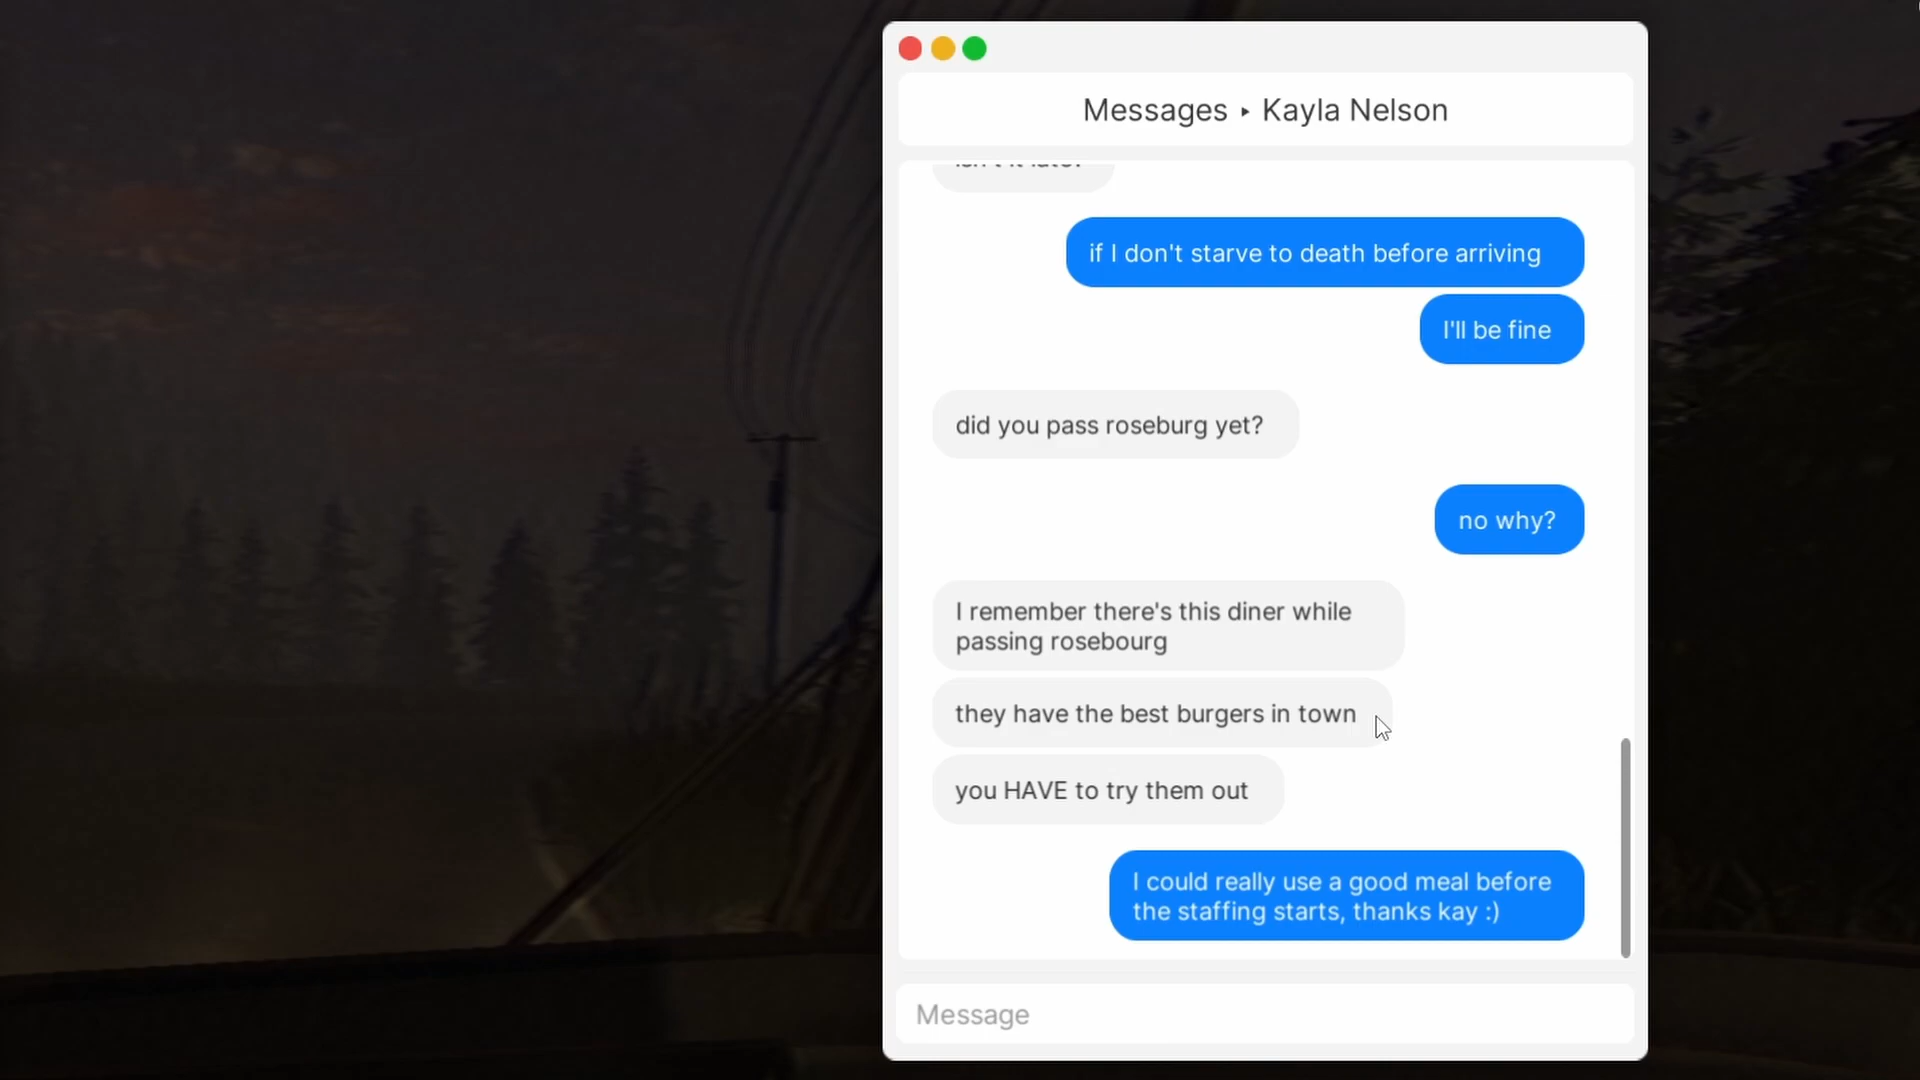 Messages ▸ Kayla Nelson
if I don't starve to death before arriving
I'll be fine
did you pass roseburg yet?
no why?
I remember there's this diner while
passing rosebourg
they have the best burgers in town
you HAVE to try them out
I could really use a good meal before
the staffing starts, thanks kay :)
Message